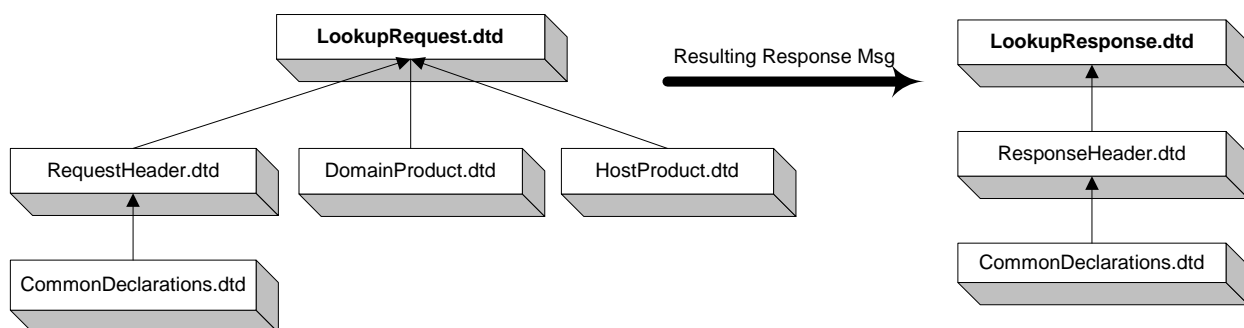 LookupRequest.dtd
Resulting Response Msg
LookupResponse.dtd
RequestHeader.dtd
DomainProduct.dtd
HostProduct.dtd
ResponseHeader.dtd
CommonDeclarations.dtd
CommonDeclarations.dtd